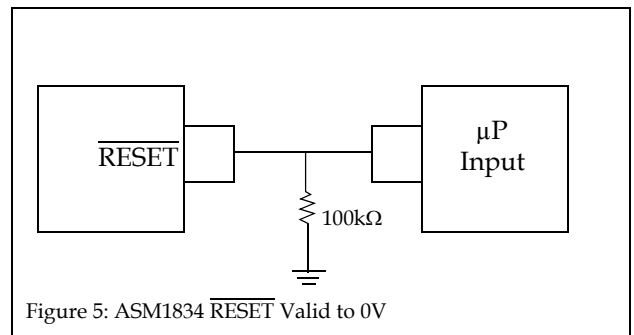 RESET
µP
Input
100kΩ
Figure 5: ASM1834 RESET Valid to 0V